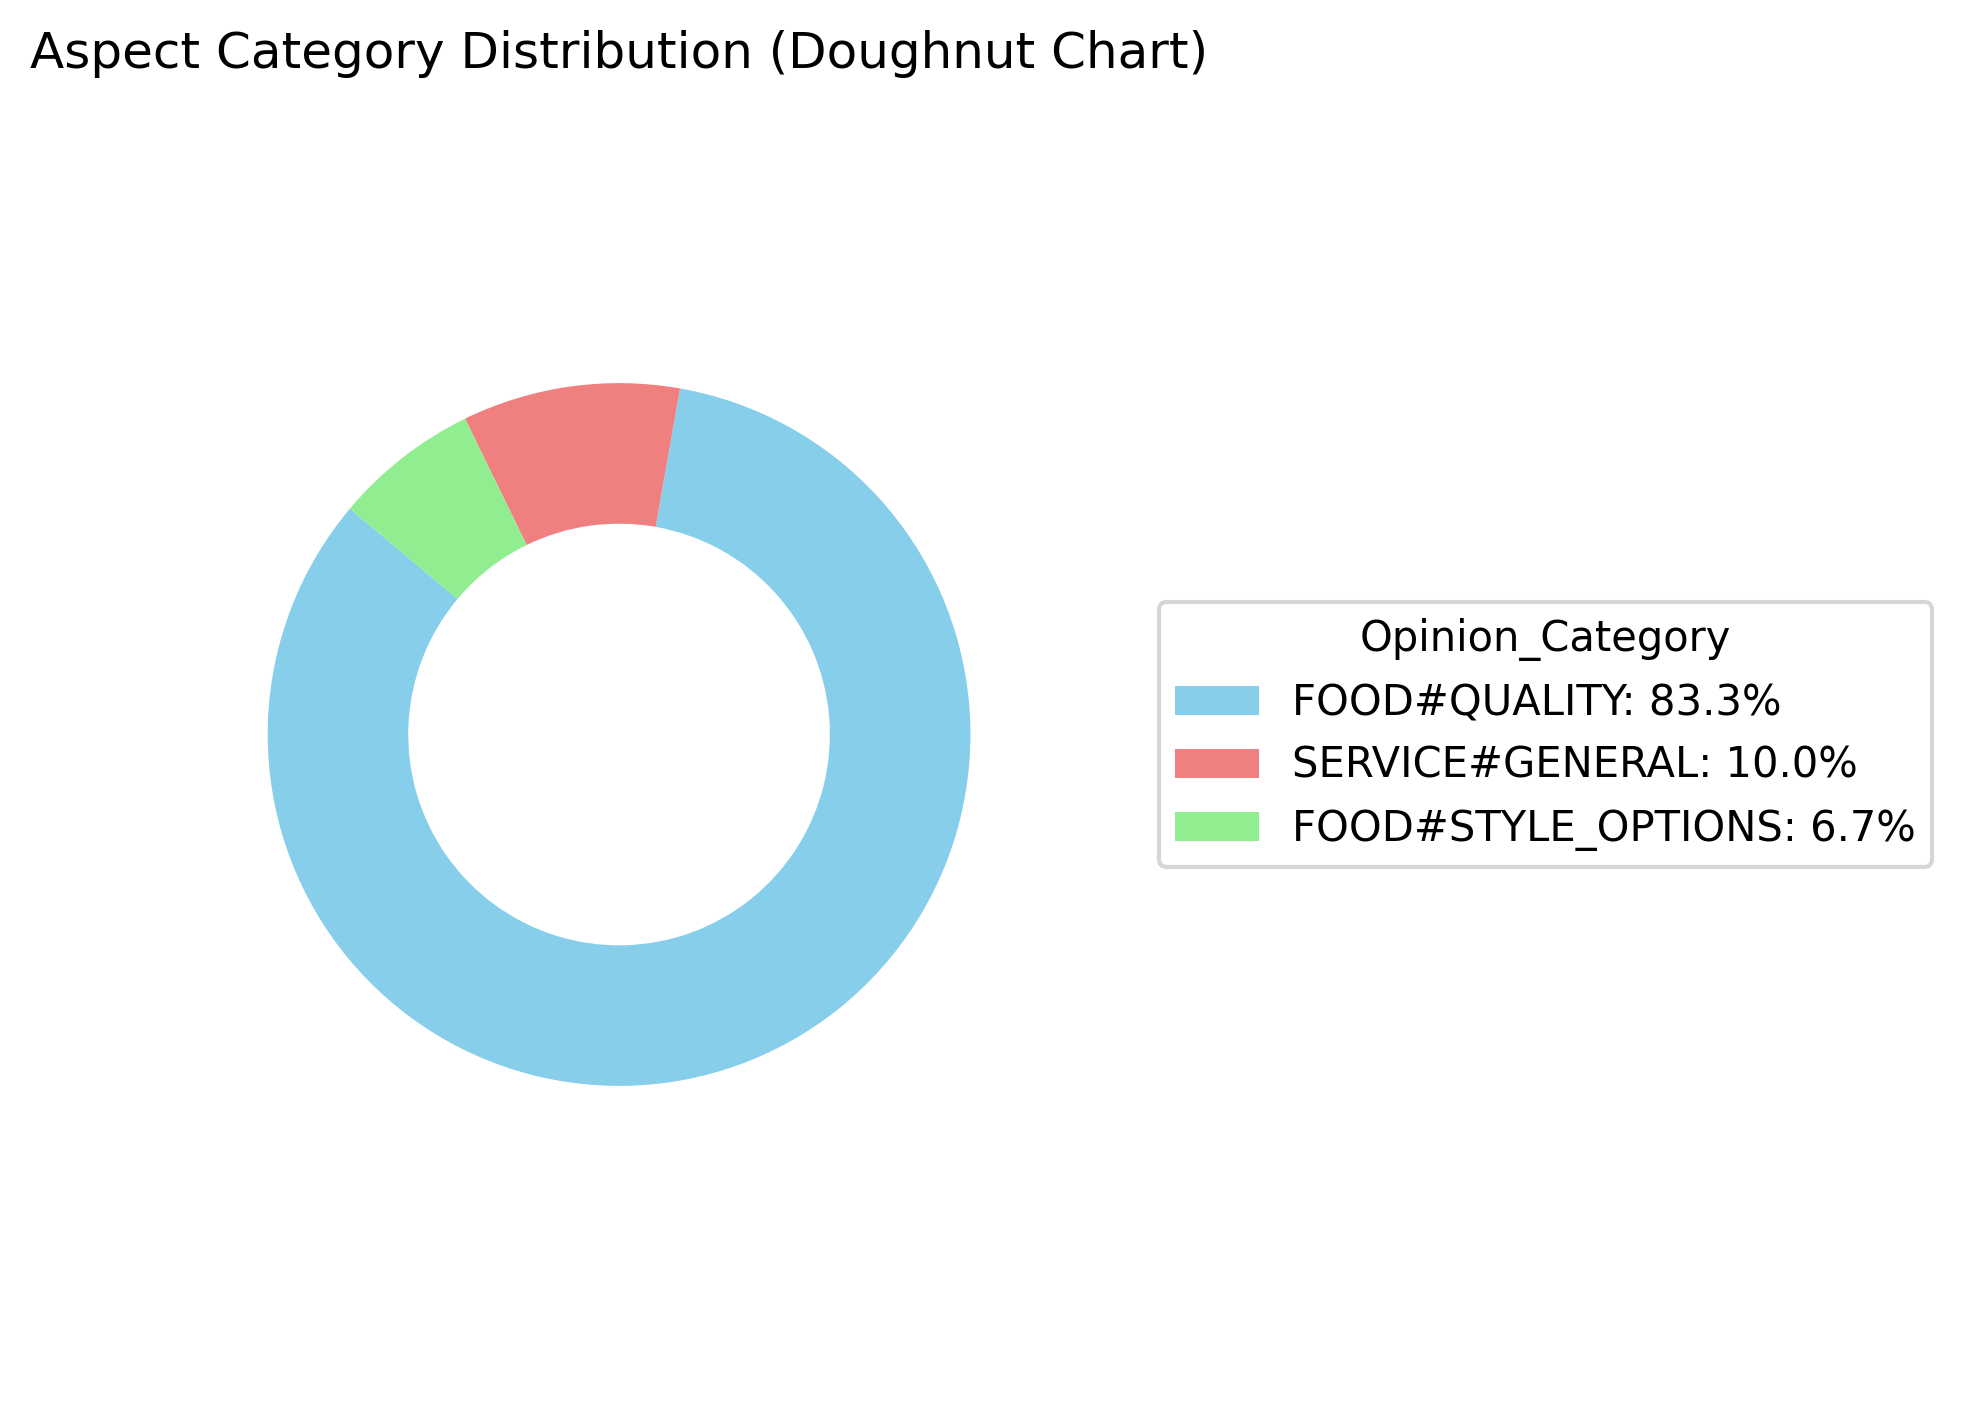 Aspect Category Distribution (Doughnut Chart)
Opinion_Category
FOOD#QUALITY: 83.3%
SERVICE#GENERAL: 10.0%
FOOD#STYLE_OPTIONS: 6.7%